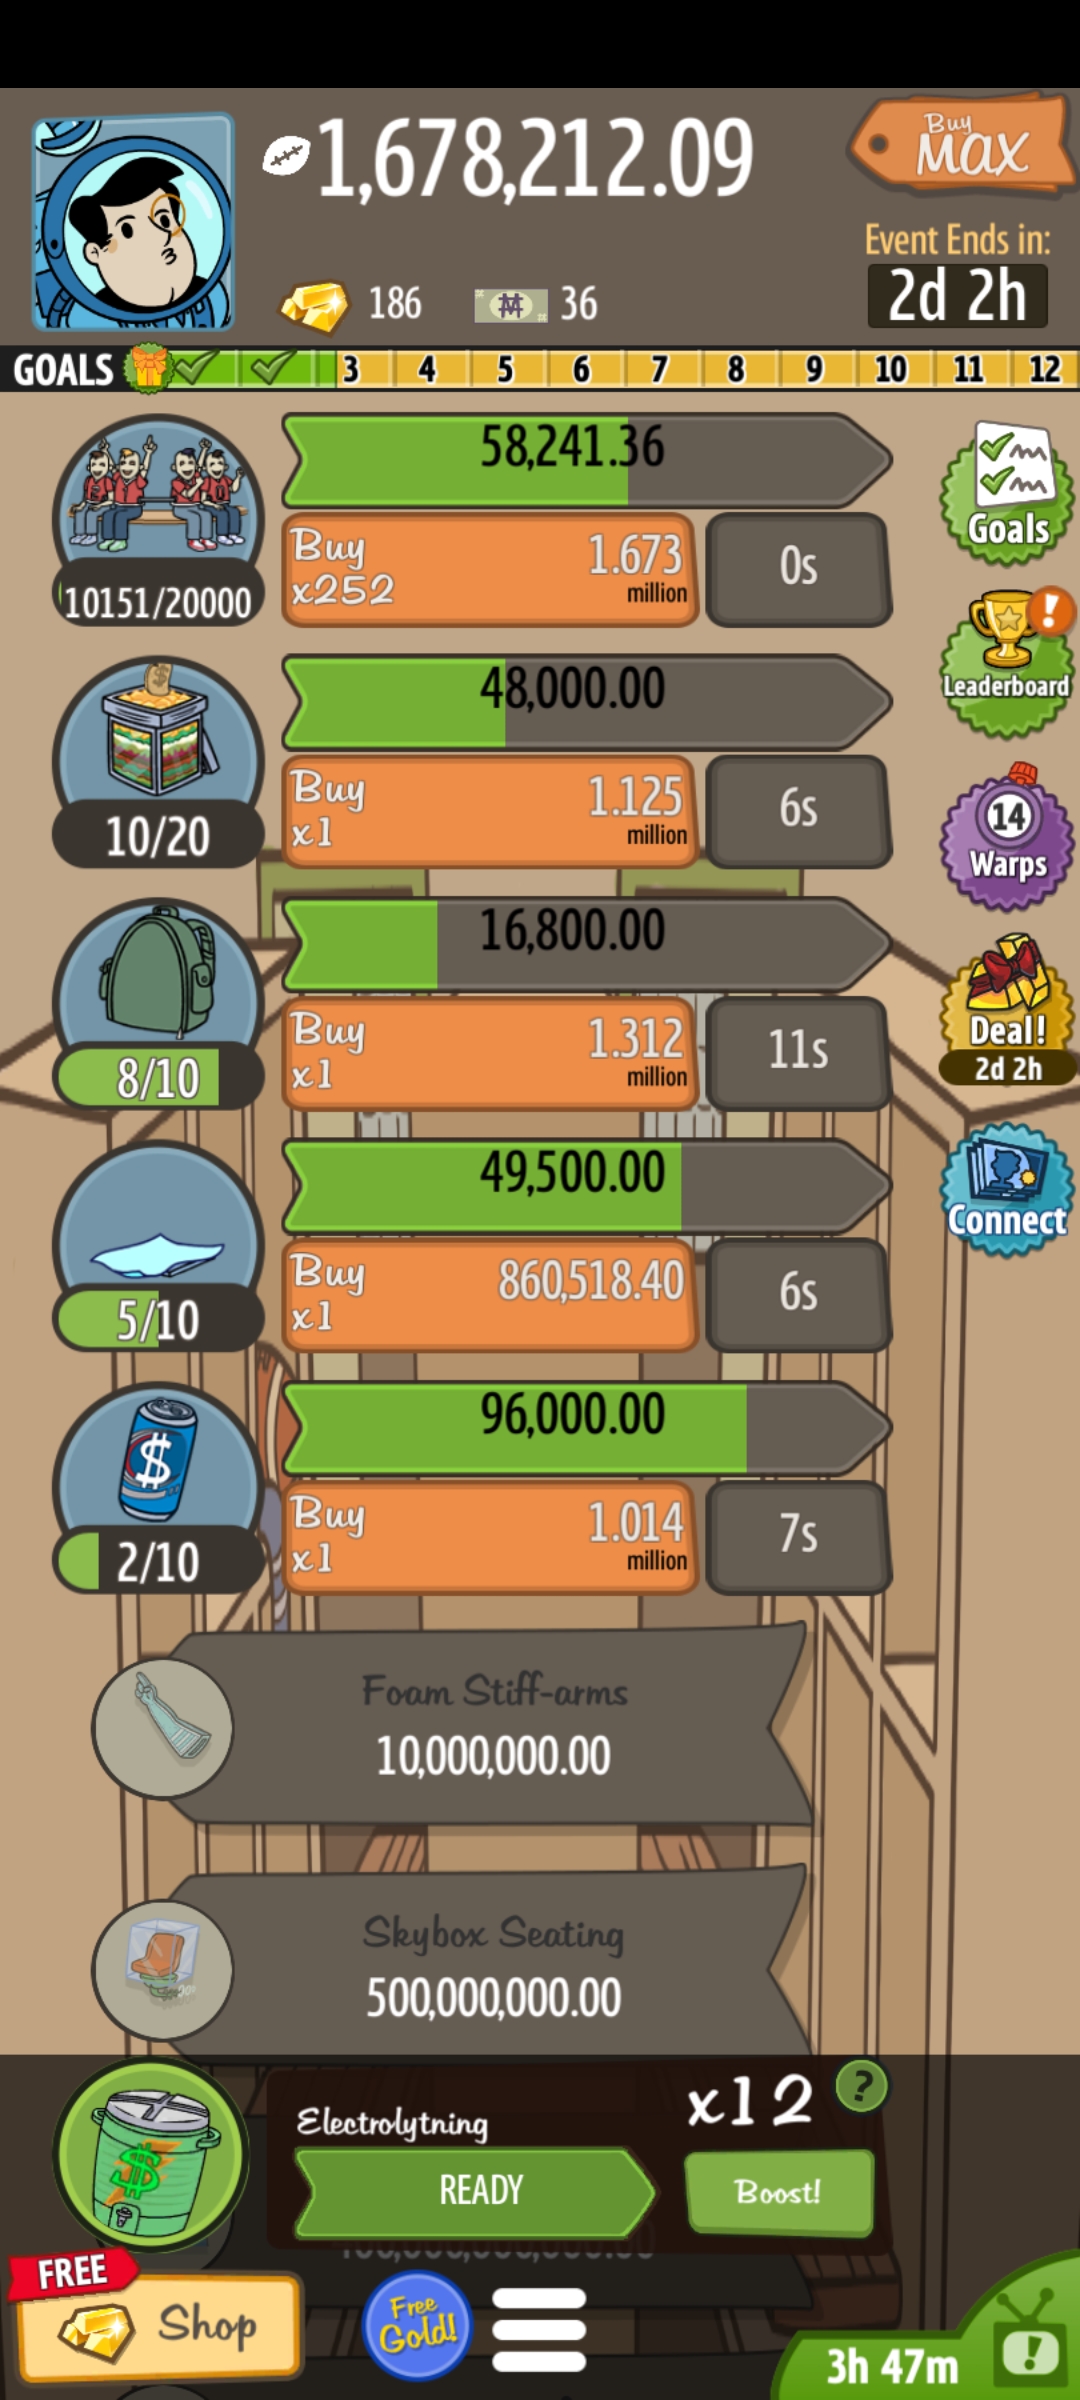 1,678,212.09
Buy
MAX
Event Ends in:
2d 2h
186
36
GOALS 3 4 5 6 7 8 9 10 11 12
58,241.36
Buy
x252
1.673
million
0s
10151/20000
Goals
48,000.00
Buy
x1
1.125
million
6s
10/20
Leaderboard
14
Warps
16,800.00
Buy
x1
1.312
million
11s
8/10
Deal!
2d 2h
49,500.00
Buy
x1
860,518.40
6s
5/10
Connect
96,000.00
Buy
x1
1.014
million
7s
2/10
Foam Stiff-arms
10,000,000.00
Skybox Seating
500,000,000.00
Electrolytning
x12
?
READY
Boost!
FREE
Shop
Free
Gold!
3h 47m